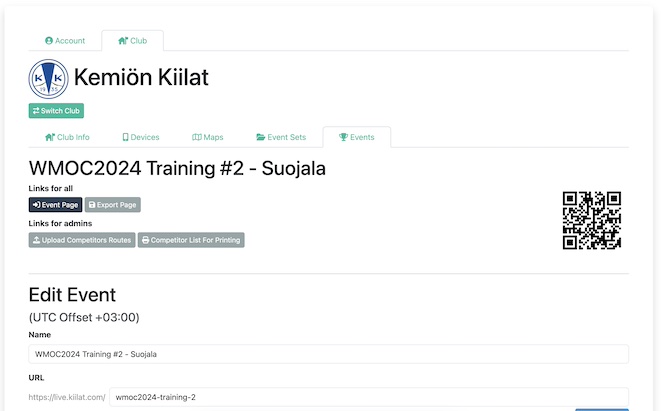 Account
Club
K K
1935
Kemiön Kiilat
Switch Club
Club Info
Devices
Maps
Event Sets
Events
WMOC2024 Training #2 - Suojala
Links for all
Event Page
Export Page
Links for admins
Upload Competitors Routes
Competitor List For Printing
Edit Event
(UTC Offset +03:00)
Name
WMOC2024 Training #2 - Suojala
URL
https://live.kiilat.com/
wmoc2024-training-2